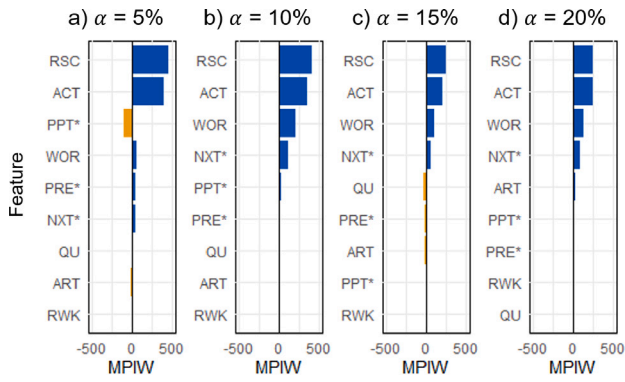 a) α = 5%
b) α = 10%
c) α = 15%
d) α = 20%
Feature
RSC
ACT
PPT*
WOR
PRE*
NXT*
QU
ART
RWK
-500 0 500
MPIW
RSC
ACT
WOR
NXT*
PPT*
PRE*
QU
ART
RWK
-500 0 500
MPIW
RSC
ACT
WOR
NXT*
QU
PRE*
ART
PPT*
RWK
-500 0 500
MPIW
RSC
ACT
WOR
NXT*
ART
PPT*
PRE*
RWK
QU
-500 0 500
MPIW